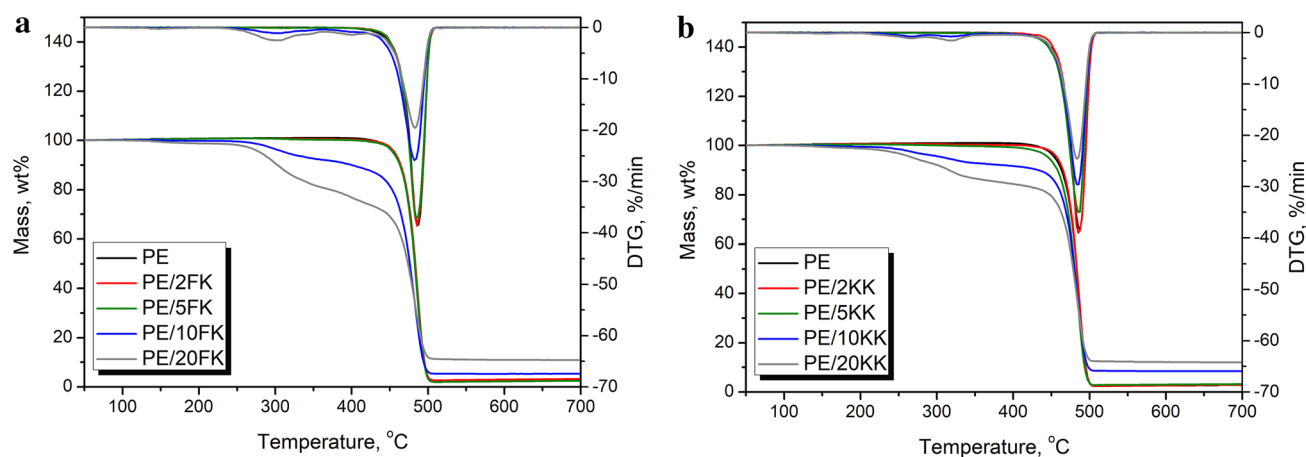 a
140
120
100
80
60
40
20
0
Mass, wt%
PE
PE/2FK
PE/5FK
PE/10FK
PE/20FK
100 200 300 400 500 600 700
Temperature, °C
0
-10
-20
-30
-40
-50
-60
-70
DTG, %/min
b
140
120
100
80
60
40
20
0
Mass, wt%
PE
PE/2KK
PE/5KK
PE/10KK
PE/20KK
100 200 300 400 500 600 700
Temperature, °C
0
-10
-20
-30
-40
-50
-60
-70
DTG, %/min